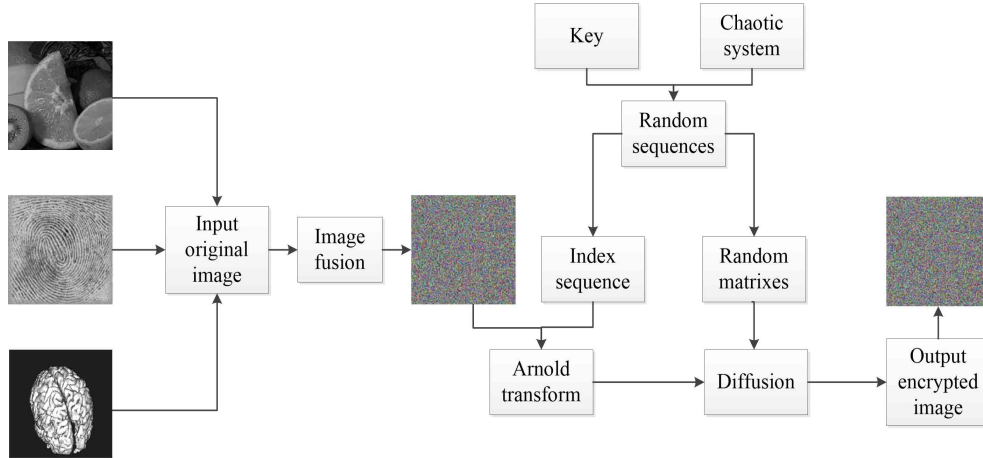 Key
Chaotic
system
Random
sequences
Input
original
image
Image
fusion
Index
sequence
Random
matrixes
Arnold
transform
Diffusion
Output
encrypted
image